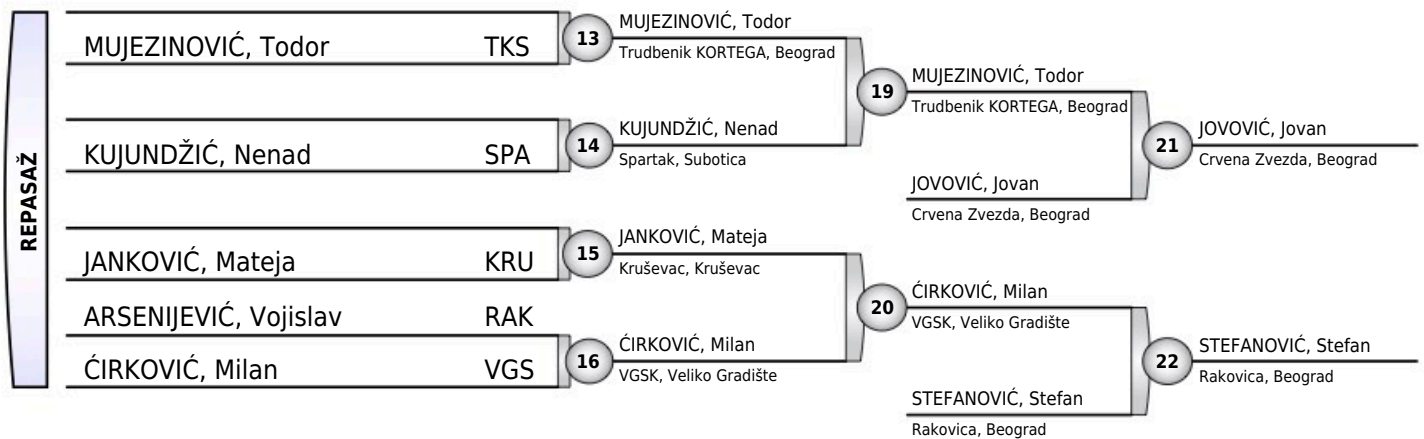 REPASAŽ
MUJEZINOVIĆ, Todor TKS
KUJUNDŽIĆ, Nenad SPA
JANKOVIĆ, Mateja KRU
ARSENIJEVIĆ, Vojislav RAK
ĆIRKOVIĆ, Milan VGS
13
MUJEZINOVIĆ, Todor
Trudbenik KORTEGA, Beograd
14
KUJUNDŽIĆ, Nenad
Spartak, Subotica
15
JANKOVIĆ, Mateja
Kruševac, Kruševac
16
ĆIRKOVIĆ, Milan
VGSK, Veliko Gradište
19
MUJEZINOVIĆ, Todor
Trudbenik KORTEGA, Beograd
JOVOVIĆ, Jovan
Crvena Zvezda, Beograd
20
ĆIRKOVIĆ, Milan
VGSK, Veliko Gradište
STEFANOVIĆ, Stefan
Rakovica, Beograd
21
JOVOVIĆ, Jovan
Crvena Zvezda, Beograd
22
STEFANOVIĆ, Stefan
Rakovica, Beograd